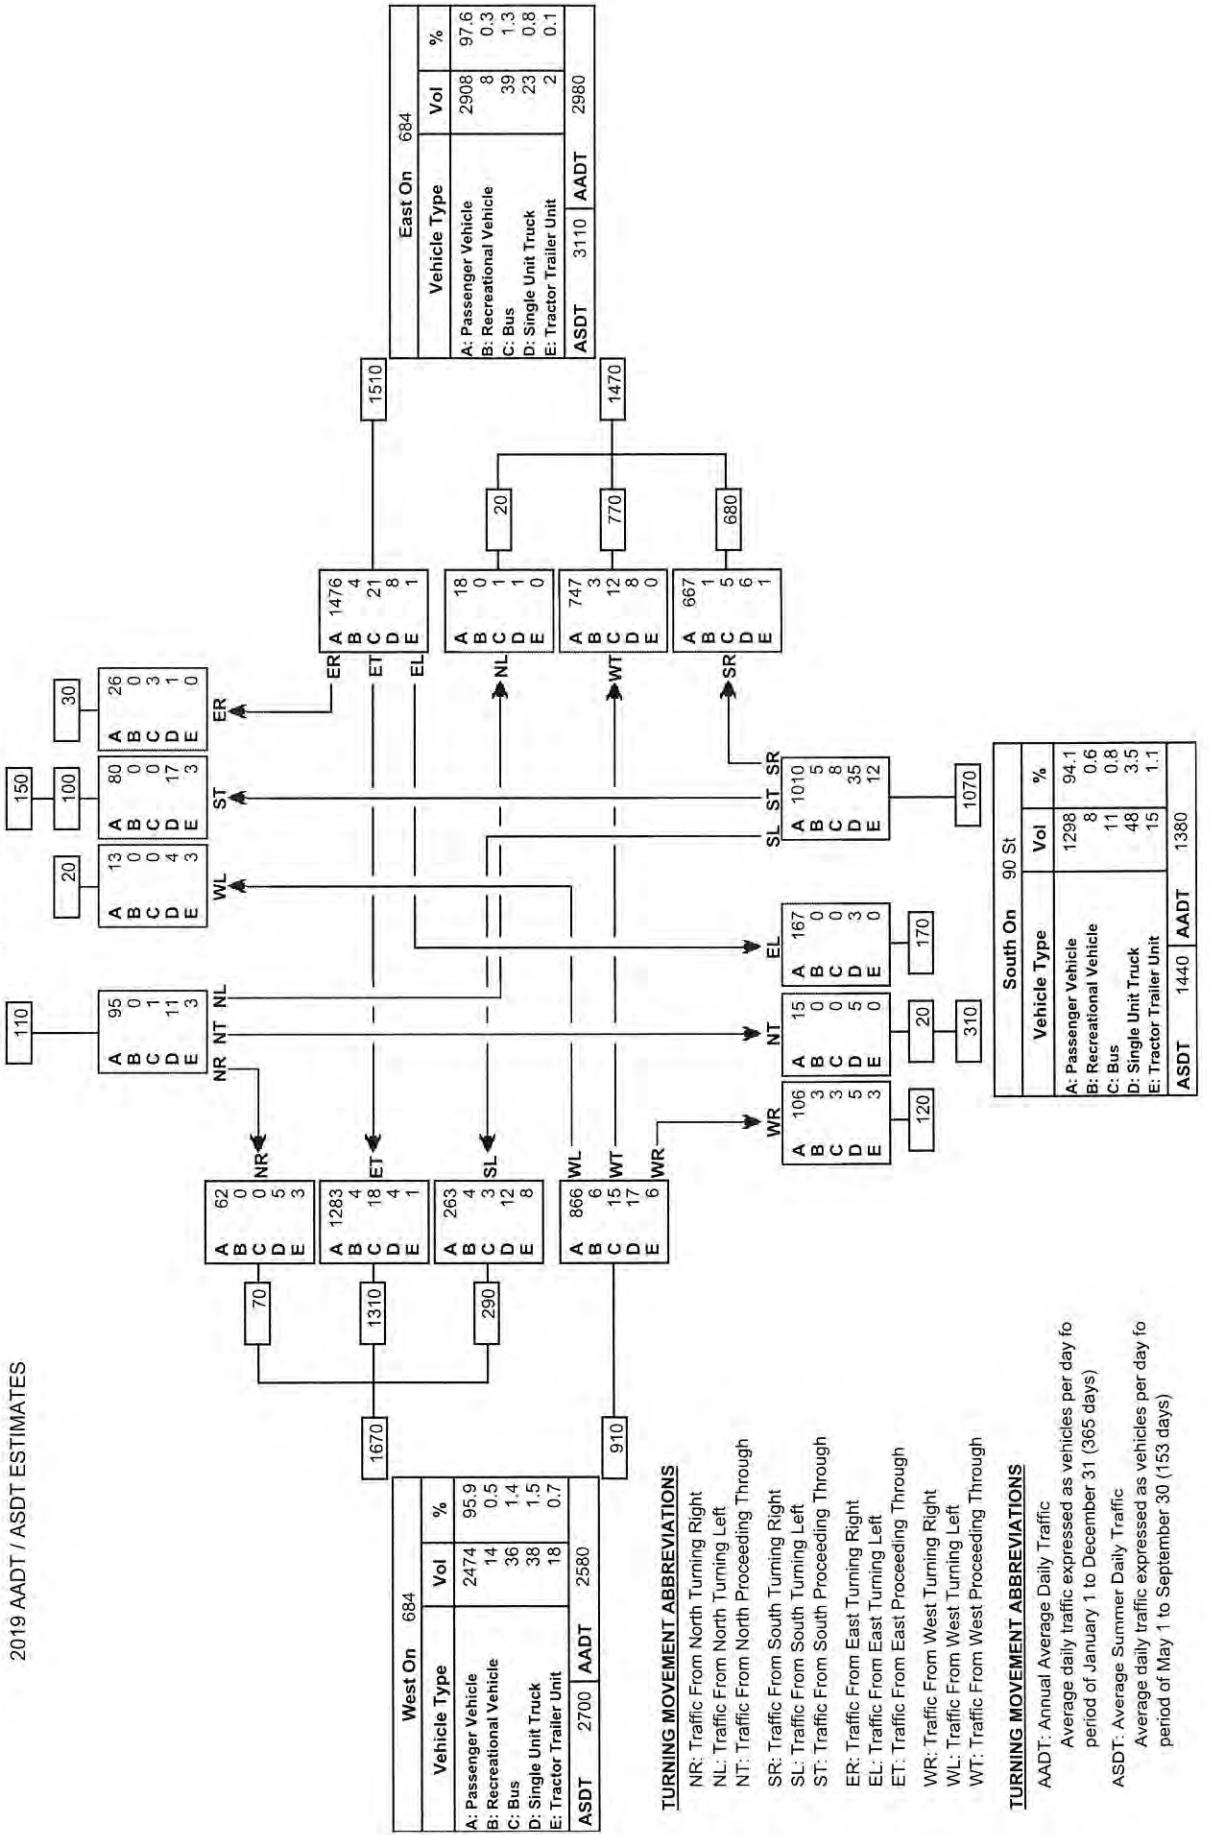 2019 AADT / ASDT ESTIMATES
110
20
150
100
30
A 95
B 0
C 1
D 11
E 3
NR NT NL
A 13
B 0
C 0
D 4
E 3
WL
A 80
B 0
C 0
D 17
E 3
ST
A 26
B 0
C 3
D 1
E 0
ER
West On 684
Vehicle Type Vol %
A: Passenger Vehicle 2474 95.9
B: Recreational Vehicle 14 0.5
C: Bus 36 1.4
D: Single Unit Truck 38 1.5
E: Tractor Trailer Unit 18 0.7
ASDT 2700 AADT 2580
1670
910
70
1310
290
A 62
B 0
C 0
D 5
E 3
NR
A 1283
B 4
C 18
D 4
E 1
ET
A 263
B 4
C 3
D 12
E 8
SL
A 866
B 6
C 15
D 17
E 6
WL
WT
WR
ER
ET
EL
A 1476
B 4
C 21
D 8
E 1
1510
NL
A 18
B 0
C 1
D 1
E 0
20
WT
A 747
B 3
C 12
D 8
E 0
770
SR
A 667
B 1
C 5
D 6
E 1
680
1470
East On 684
Vehicle Type Vol %
A: Passenger Vehicle 2908 97.6
B: Recreational Vehicle 8 0.3
C: Bus 39 1.3
D: Single Unit Truck 23 0.8
E: Tractor Trailer Unit 2 0.1
ASDT 3110 AADT 2980
WR
A 106
B 3
C 3
D 5
E 3
120
NT
A 15
B 0
C 0
D 5
E 0
20
310
EL
A 167
B 0
C 0
D 3
E 0
170
SL ST SR
A 1010
B 5
C 8
D 35
E 12
1070
South On 90 St
Vehicle Type Vol %
A: Passenger Vehicle 1298 94.1
B: Recreational Vehicle 8 0.6
C: Bus 11 0.8
D: Single Unit Truck 48 3.5
E: Tractor Trailer Unit 15 1.1
ASDT 1440 AADT 1380
TURNING MOVEMENT ABBREVIATIONS
NR: Traffic From North Turning Right
NL: Traffic From North Turning Left
NT: Traffic From North Proceeding Through
SR: Traffic From South Turning Right
SL: Traffic From South Turning Left
ST: Traffic From South Proceeding Through
ER: Traffic From East Turning Right
EL: Traffic From East Turning Left
ET: Traffic From East Proceeding Through
WR: Traffic From West Turning Right
WL: Traffic From West Turning Left
WT: Traffic From West Proceeding Through
TURNING MOVEMENT ABBREVIATIONS
AADT: Annual Average Daily Traffic
Average daily traffic expressed as vehicles per day fo
period of January 1 to December 31 (365 days)
ASDT: Average Summer Daily Traffic
Average daily traffic expressed as vehicles per day fo
period of May 1 to September 30 (153 days)